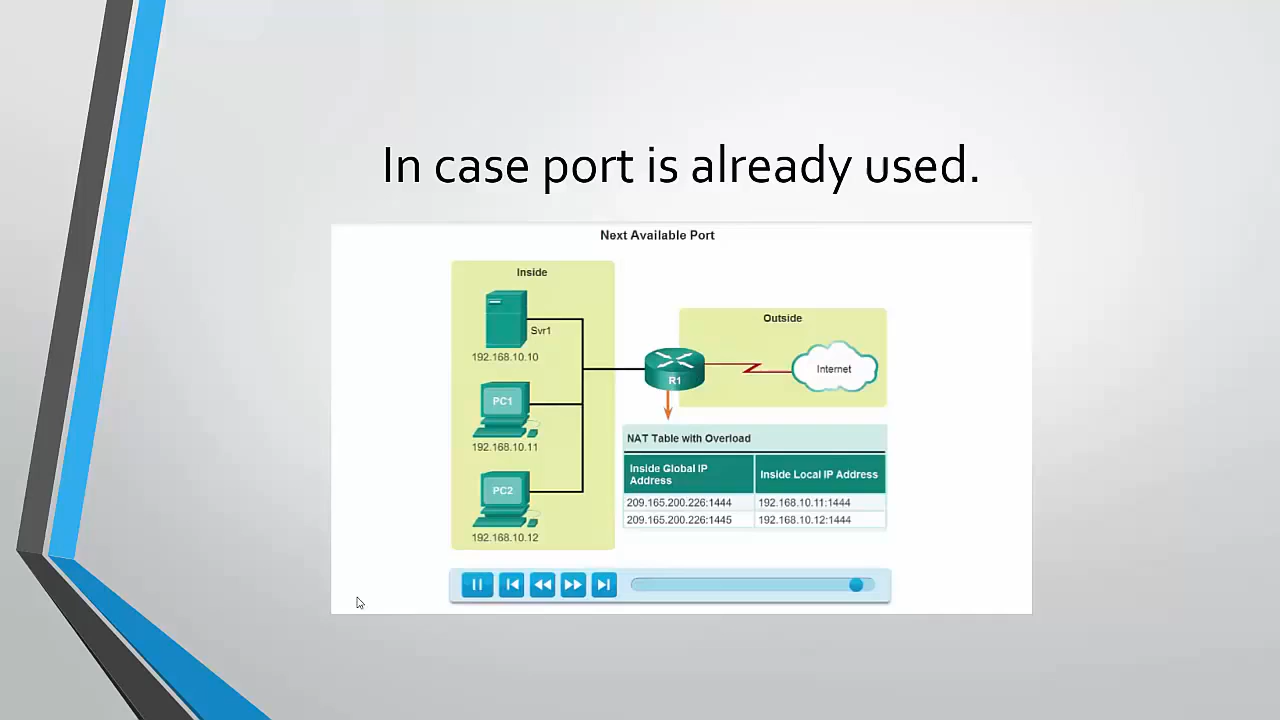 In case port is already used.
Next Available Port
Inside
Svr1
192.168.10.10
PC1
192.168.10.11
PC2
192.168.10.12
Outside
R1
Internet
NAT Table with Overload
Inside Global IP
Address
Inside Local IP Address
209.165.200.226:1444 192.168.10.11:1444
209.165.200.226:1445 192.168.10.12:1444